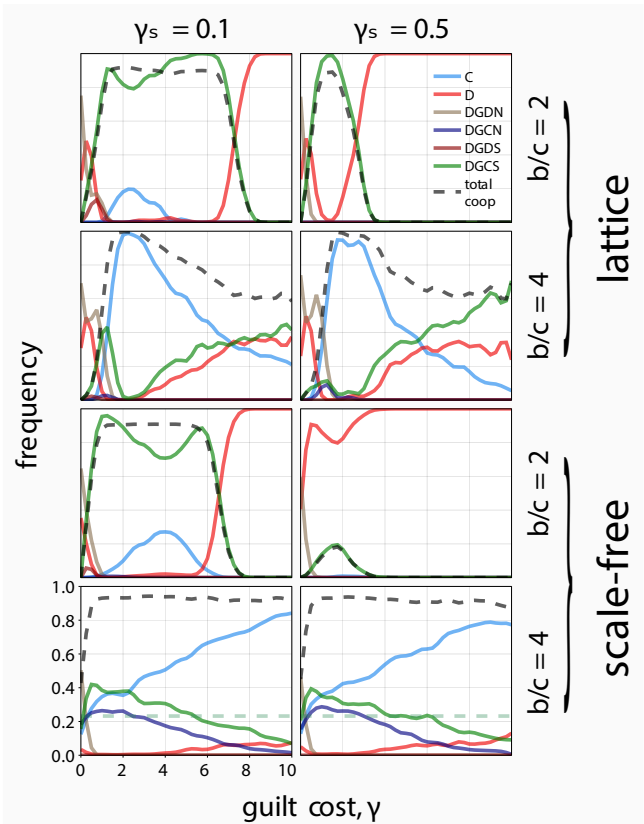 γs = 0.1
γs = 0.5
C
D
DGDN
DGCN
DGDS
DGCS
total
coop
b/c = 2
b/c = 4
lattice
b/c = 2
b/c = 4
scale-free
frequency
1.0
0.8
0.6
0.4
0.2
0.0
0 2 4 6 8 10
guilt cost, γ